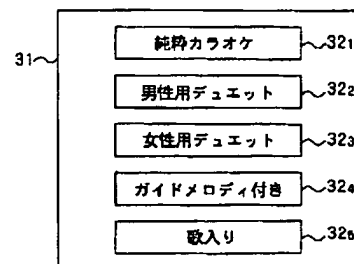 純粋カラオケ 32₁
31
男性用デュエット 32₂
女性用デュエット 32₃
ガイドメロディ付き 32₄
歌入り 32₅